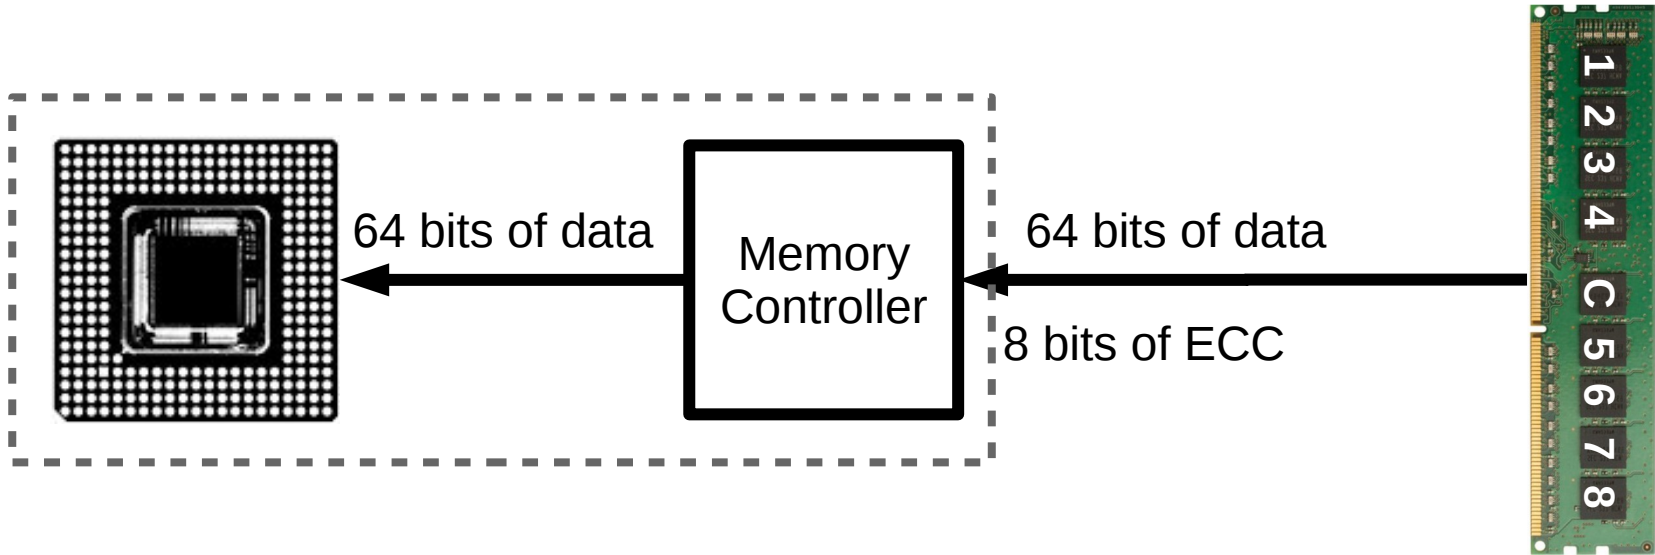 64 bits of data
Memory
Controller
64 bits of data
8 bits of ECC
1
2
3
4
C
5
6
7
8